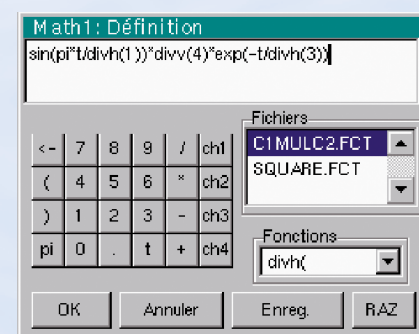 Math1: Définition
sin(pi*t/divh(1))*divv(4)*exp(-t/divh(3))
Fichiers
C1MULC2.FCT
SQUARE.FCT
<- 7 8 9 / ch1
( 4 5 6 * ch2
) 1 2 3 - ch3
pi 0 . t + ch4
Fonctions
divh(
OK Annuler Enreg. RAZ